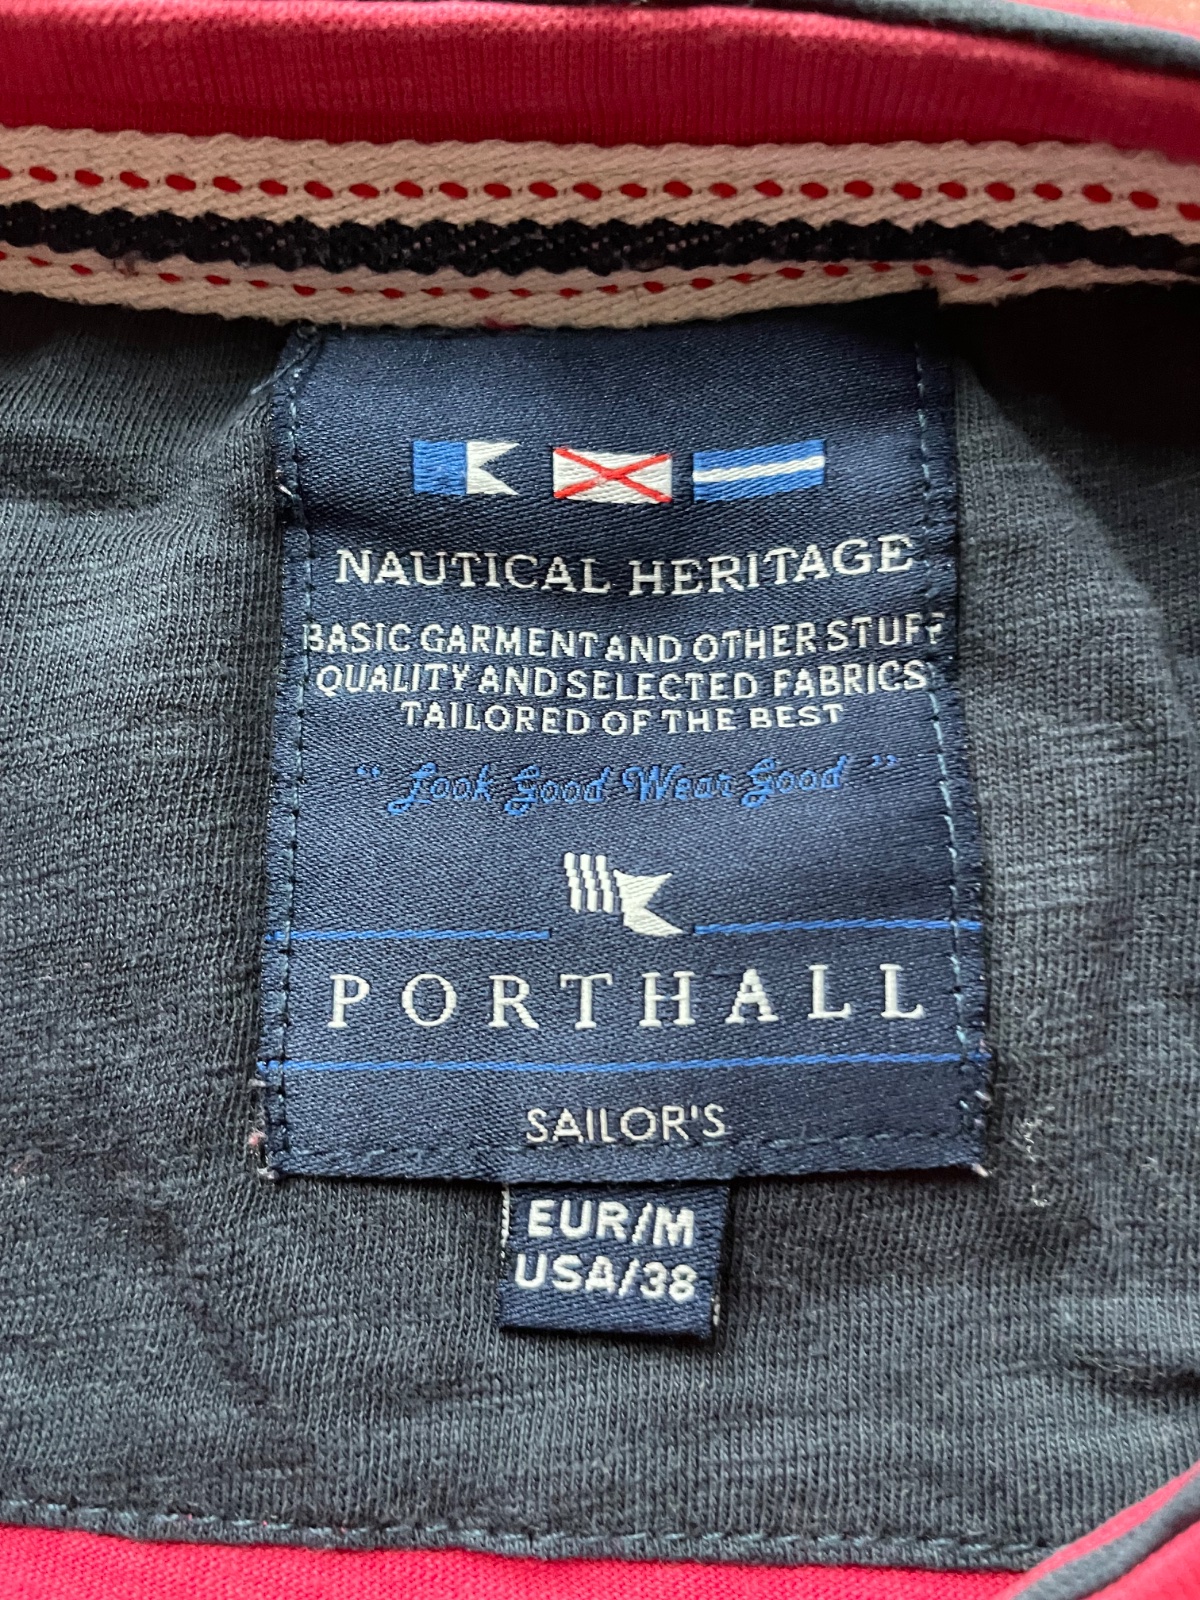 NAUTICAL HERITAGE
BASIC GARMENT AND OTHER STUFF
QUALITY AND SELECTED FABRICS
TAILORED OF THE BEST
" Look Good Wear Good "
PORTHALL
SAILOR'S
EUR/M
USA/38